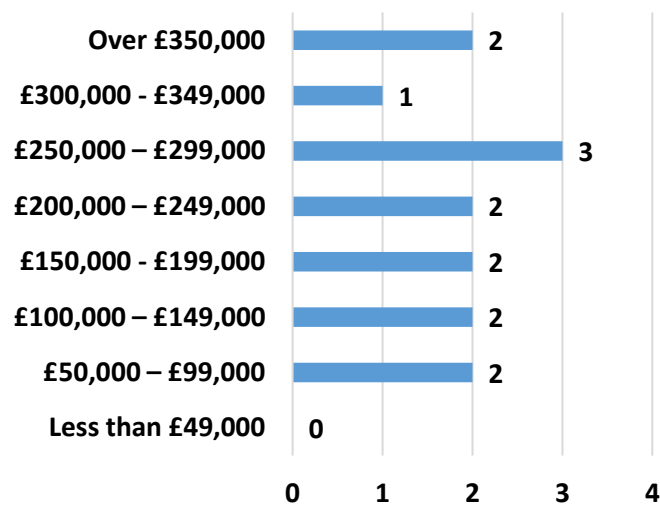 Over £350,000 2
£300,000 - £349,000 1
£250,000 – £299,000 3
£200,000 – £249,000 2
£150,000 - £199,000 2
£100,000 – £149,000 2
£50,000 – £99,000 2
Less than £49,000 0
0 1 2 3 4